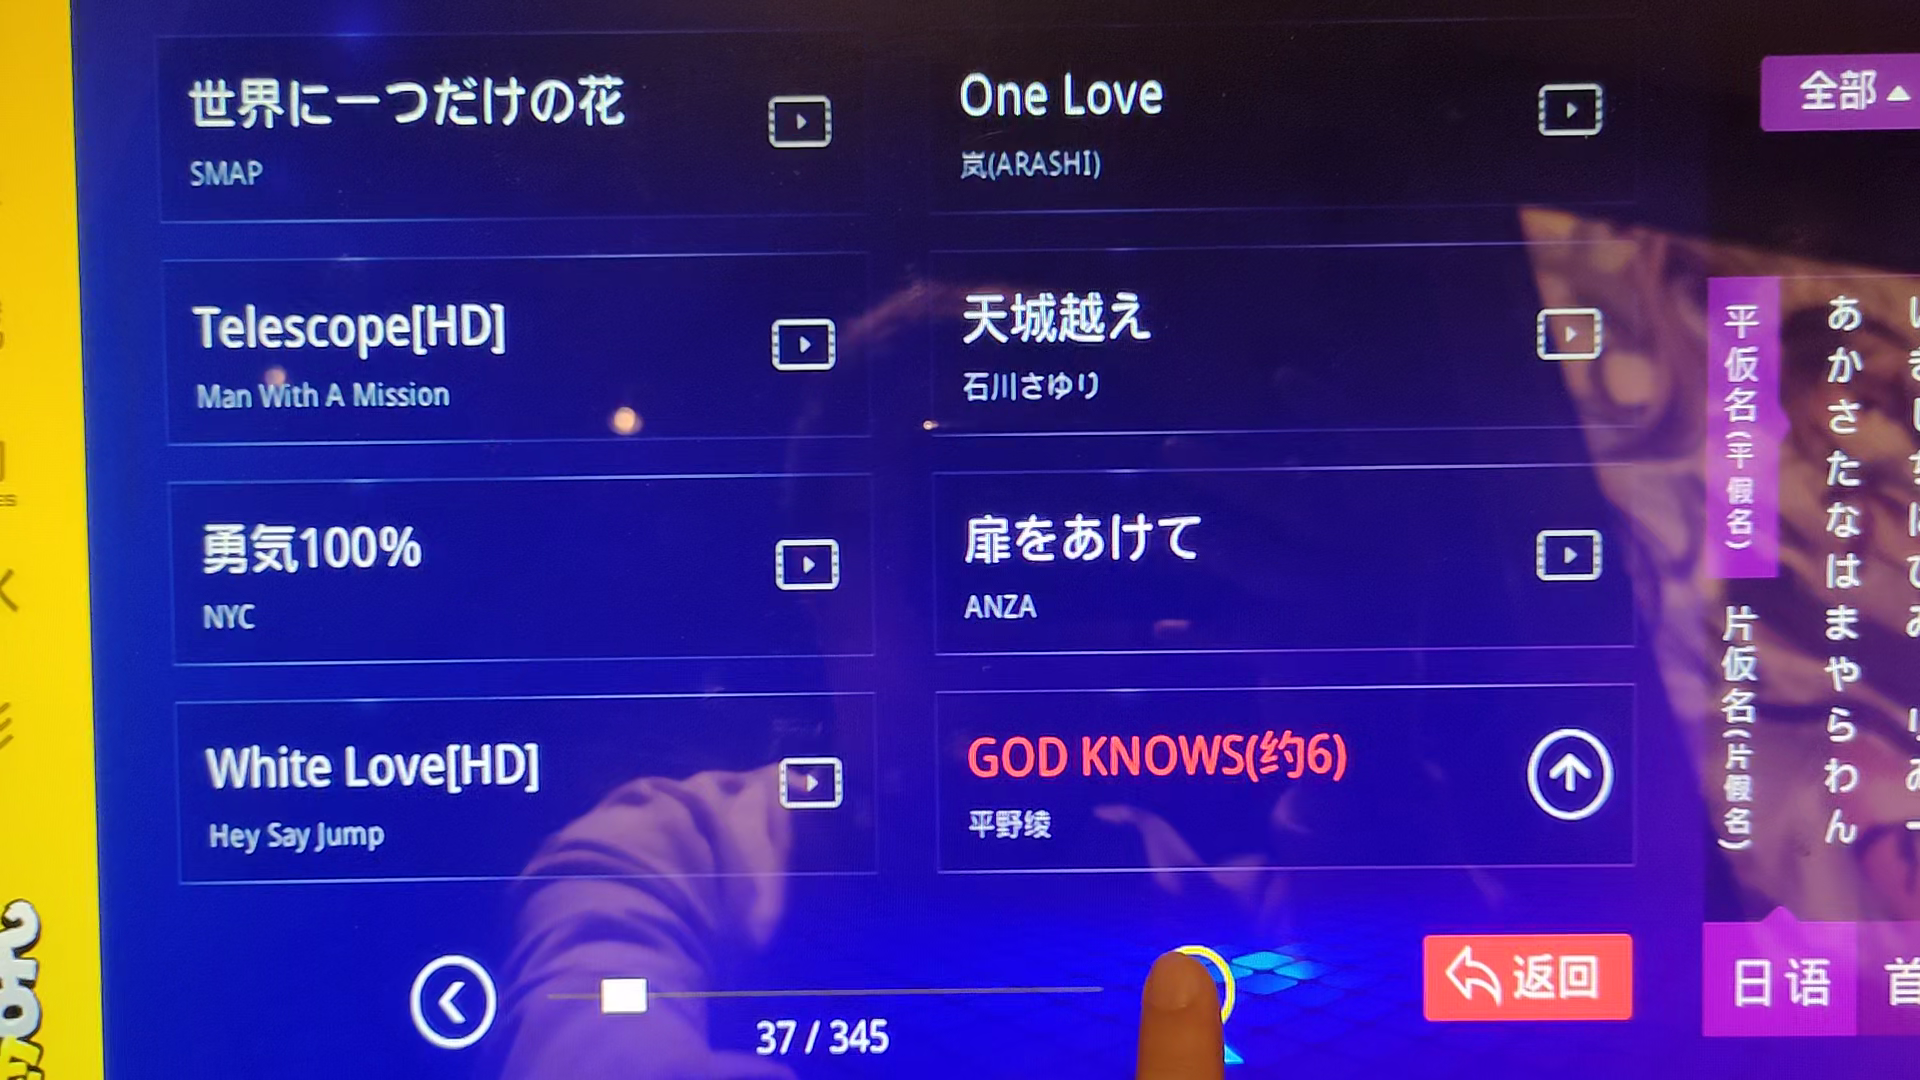 世界に一つだけの花
SMAP
One Love
岚(ARASHI)
Telescope[HD]
Man With A Mission
天城越え
石川さゆり
勇気100%
NYC
扉をあけて
ANZA
White Love[HD]
Hey Say Jump
GOD KNOWS(约6)
平野绫
37 / 345
返回
全部
平仮名(平假名)
片仮名(片假名)
あかさたなはまやらわん
日语
首